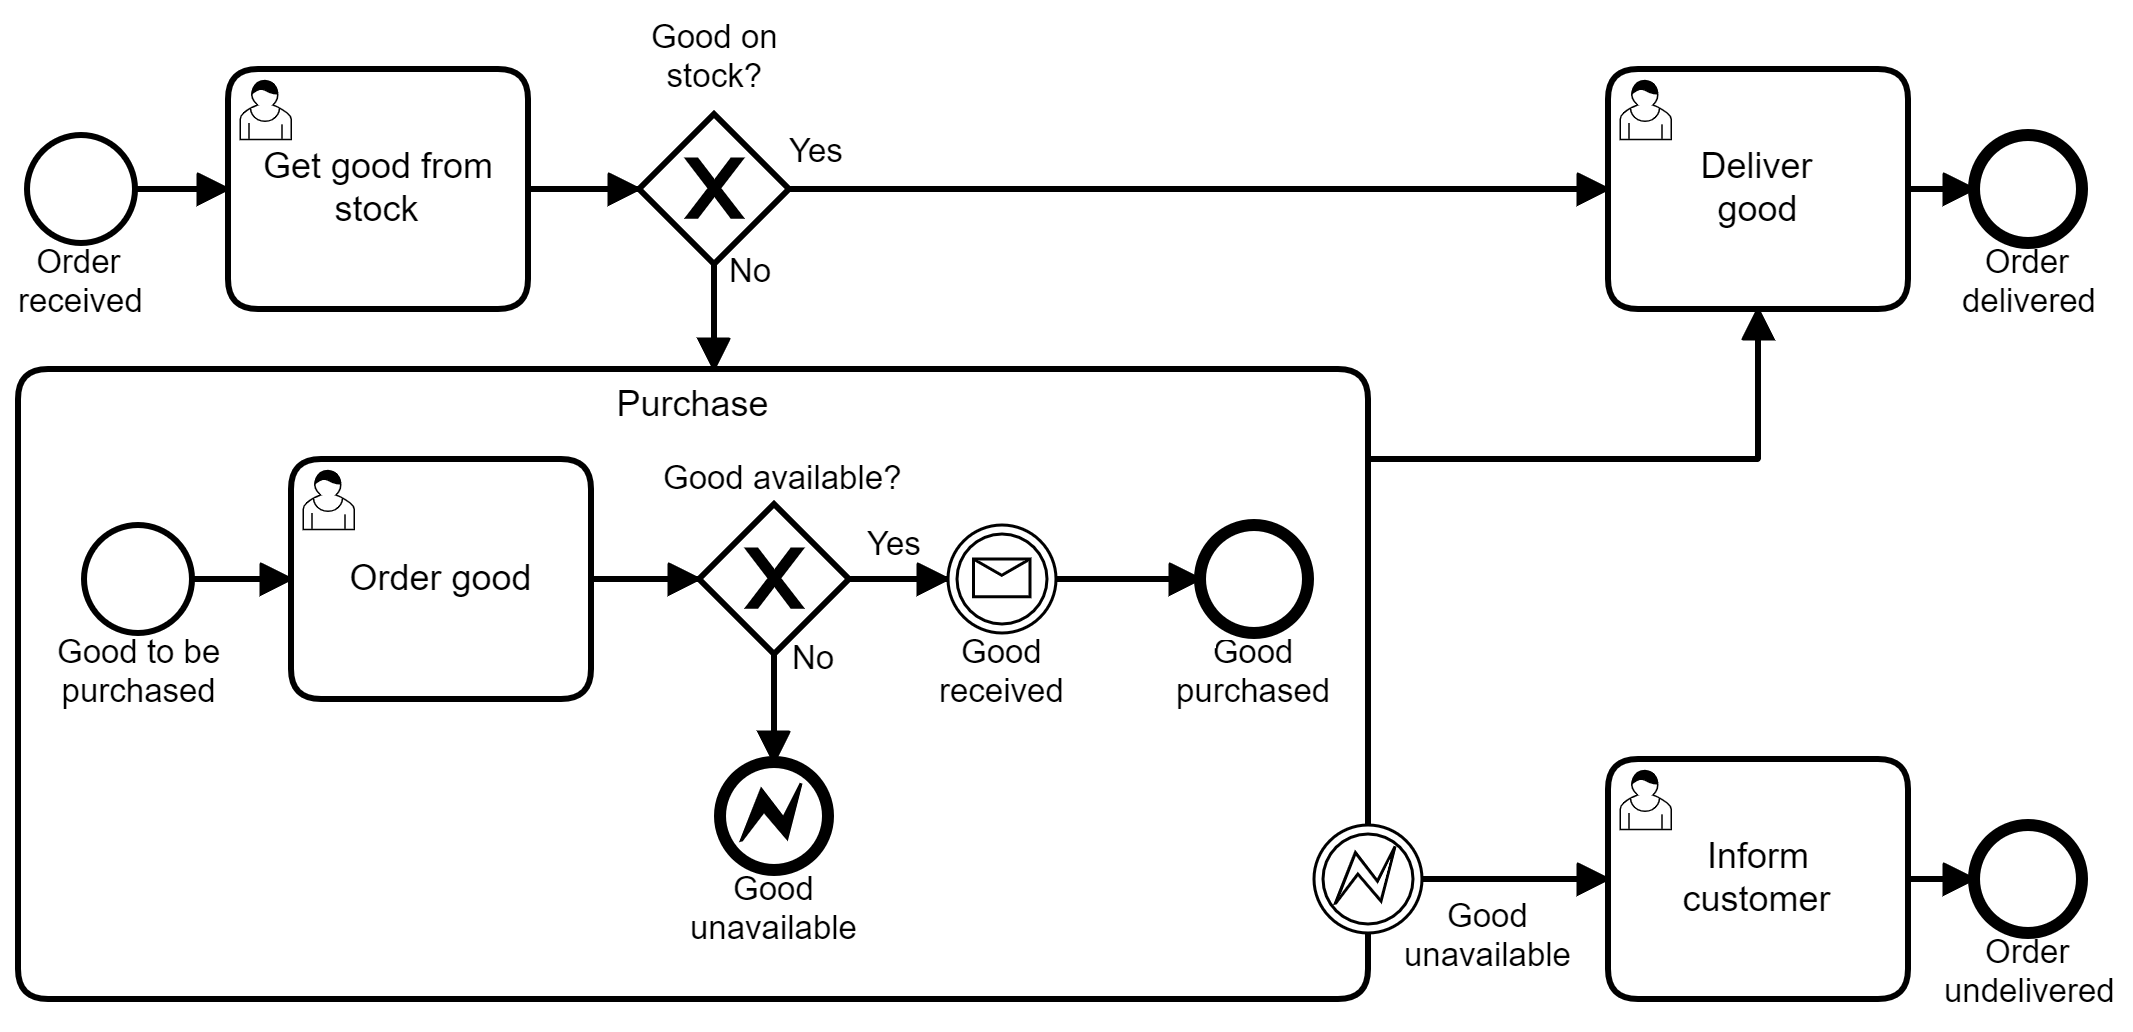 Good on
stock?
Yes
Get good from
stock
Deliver
good
Order
received
No
Order
delivered
Purchase
Good available?
Yes
Order good
Good to be
purchased
No
Good
received
Good
purchased
Good
unavailable
Good
unavailable
Inform
customer
Order
undelivered